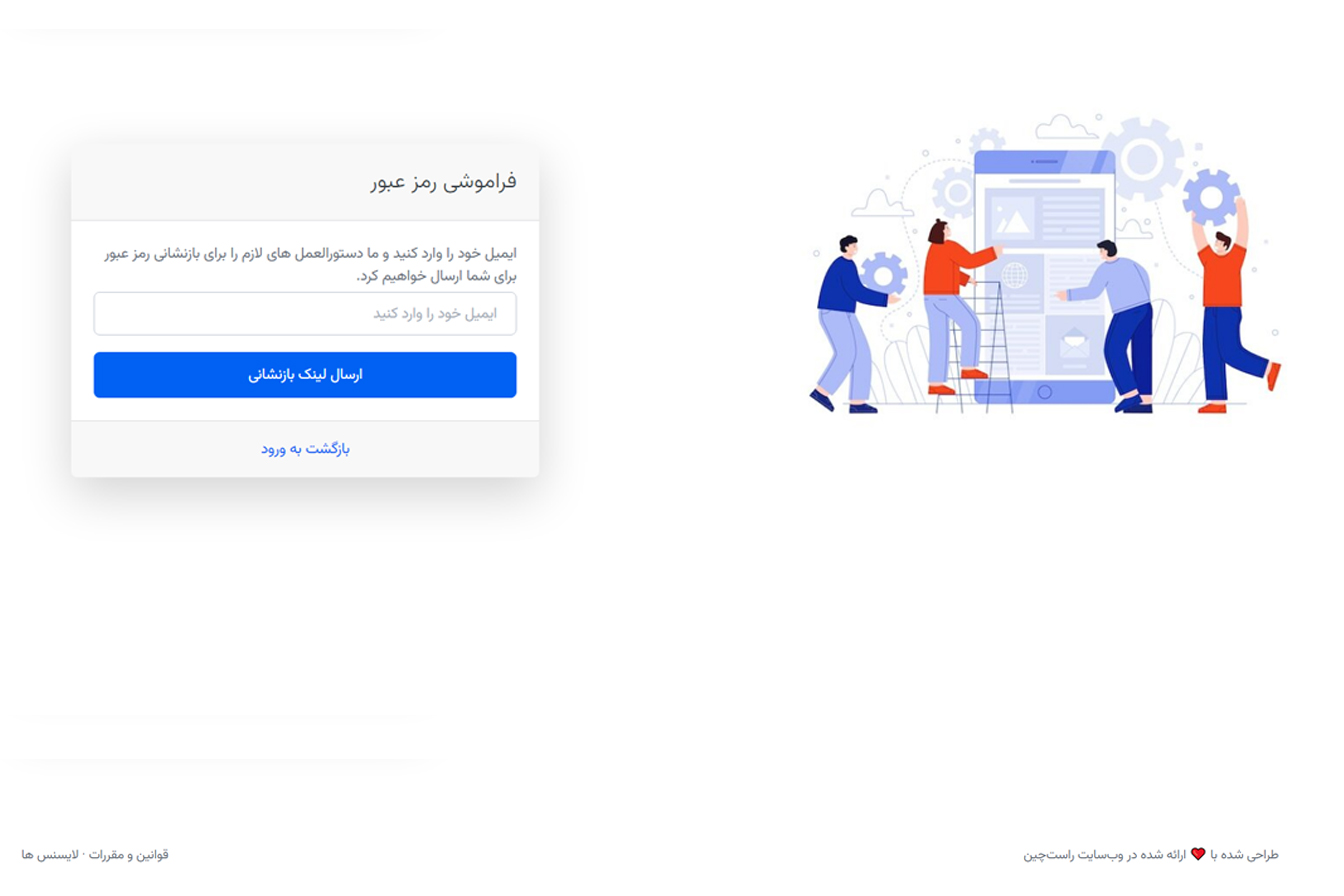 فراموشی رمز عبور
ایمیل خود را وارد کنید و ما دستورالعمل های لازم را برای بازنشانی رمز عبور
برای شما ارسال خواهیم کرد.
ایمیل خود را وارد کنید
ارسال لینک بازنشانی
بازگشت به ورود
طراحی شده با ❤️ ارائه شده در وب‌سایت راست‌چین
قوانین و مقررات · لایسنس ها